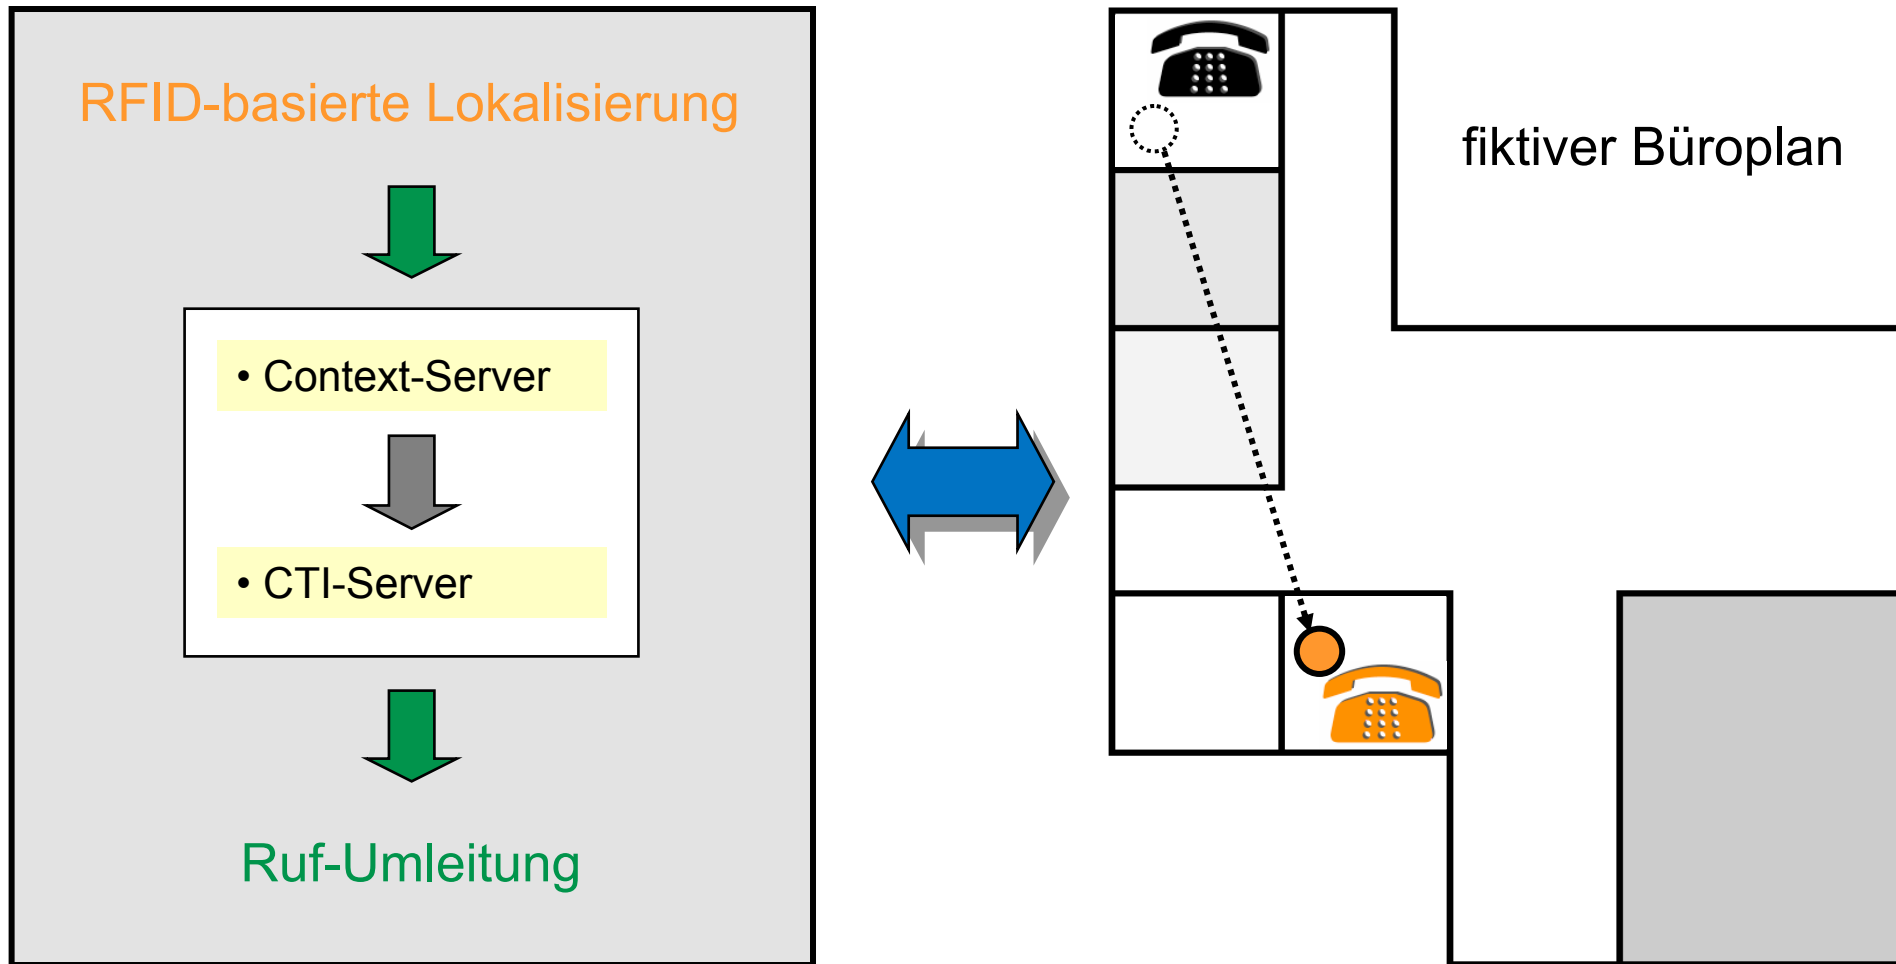 RFID-basierte Lokalisierung
• Context-Server
• CTI-Server
Ruf-Umleitung
fiktiver Büroplan